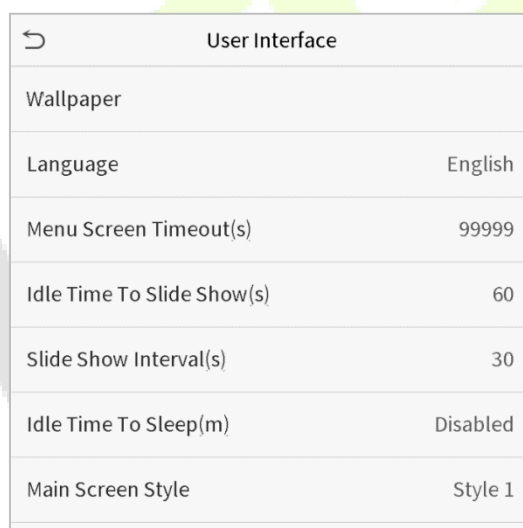 User Interface
Wallpaper
Language English
Menu Screen Timeout(s) 99999
Idle Time To Slide Show(s) 60
Slide Show Interval(s) 30
Idle Time To Sleep(m) Disabled
Main Screen Style Style 1